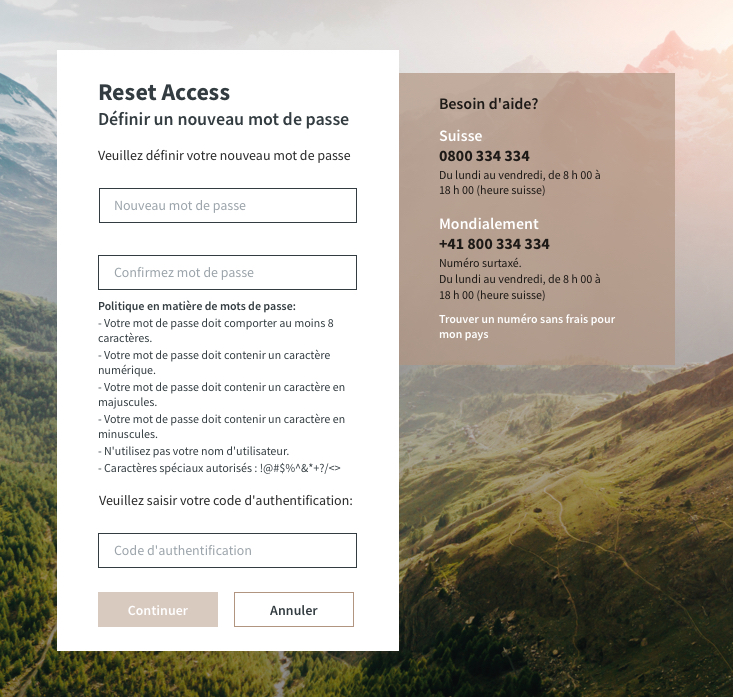 Reset Access
Définir un nouveau mot de passe
Veuillez définir votre nouveau mot de passe
Nouveau mot de passe
Confirmez mot de passe
Politique en matière de mots de passe:
- Votre mot de passe doit comporter au moins 8
caractères.
- Votre mot de passe doit contenir un caractère
numérique.
- Votre mot de passe doit contenir un caractère en
majuscules.
- Votre mot de passe doit contenir un caractère en
minuscules.
- N'utilisez pas votre nom d'utilisateur.
- Caractères spéciaux autorisés : !@#$%^&*+?/<>
Veuillez saisir votre code d'authentification:
Code d'authentification
Continuer
Annuler
Besoin d'aide?
Suisse
0800 334 334
Du lundi au vendredi, de 8 h 00 à
18 h 00 (heure suisse)
Mondialement
+41 800 334 334
Numéro surtaxé.
Du lundi au vendredi, de 8 h 00 à
18 h 00 (heure suisse)
Trouver un numéro sans frais pour
mon pays